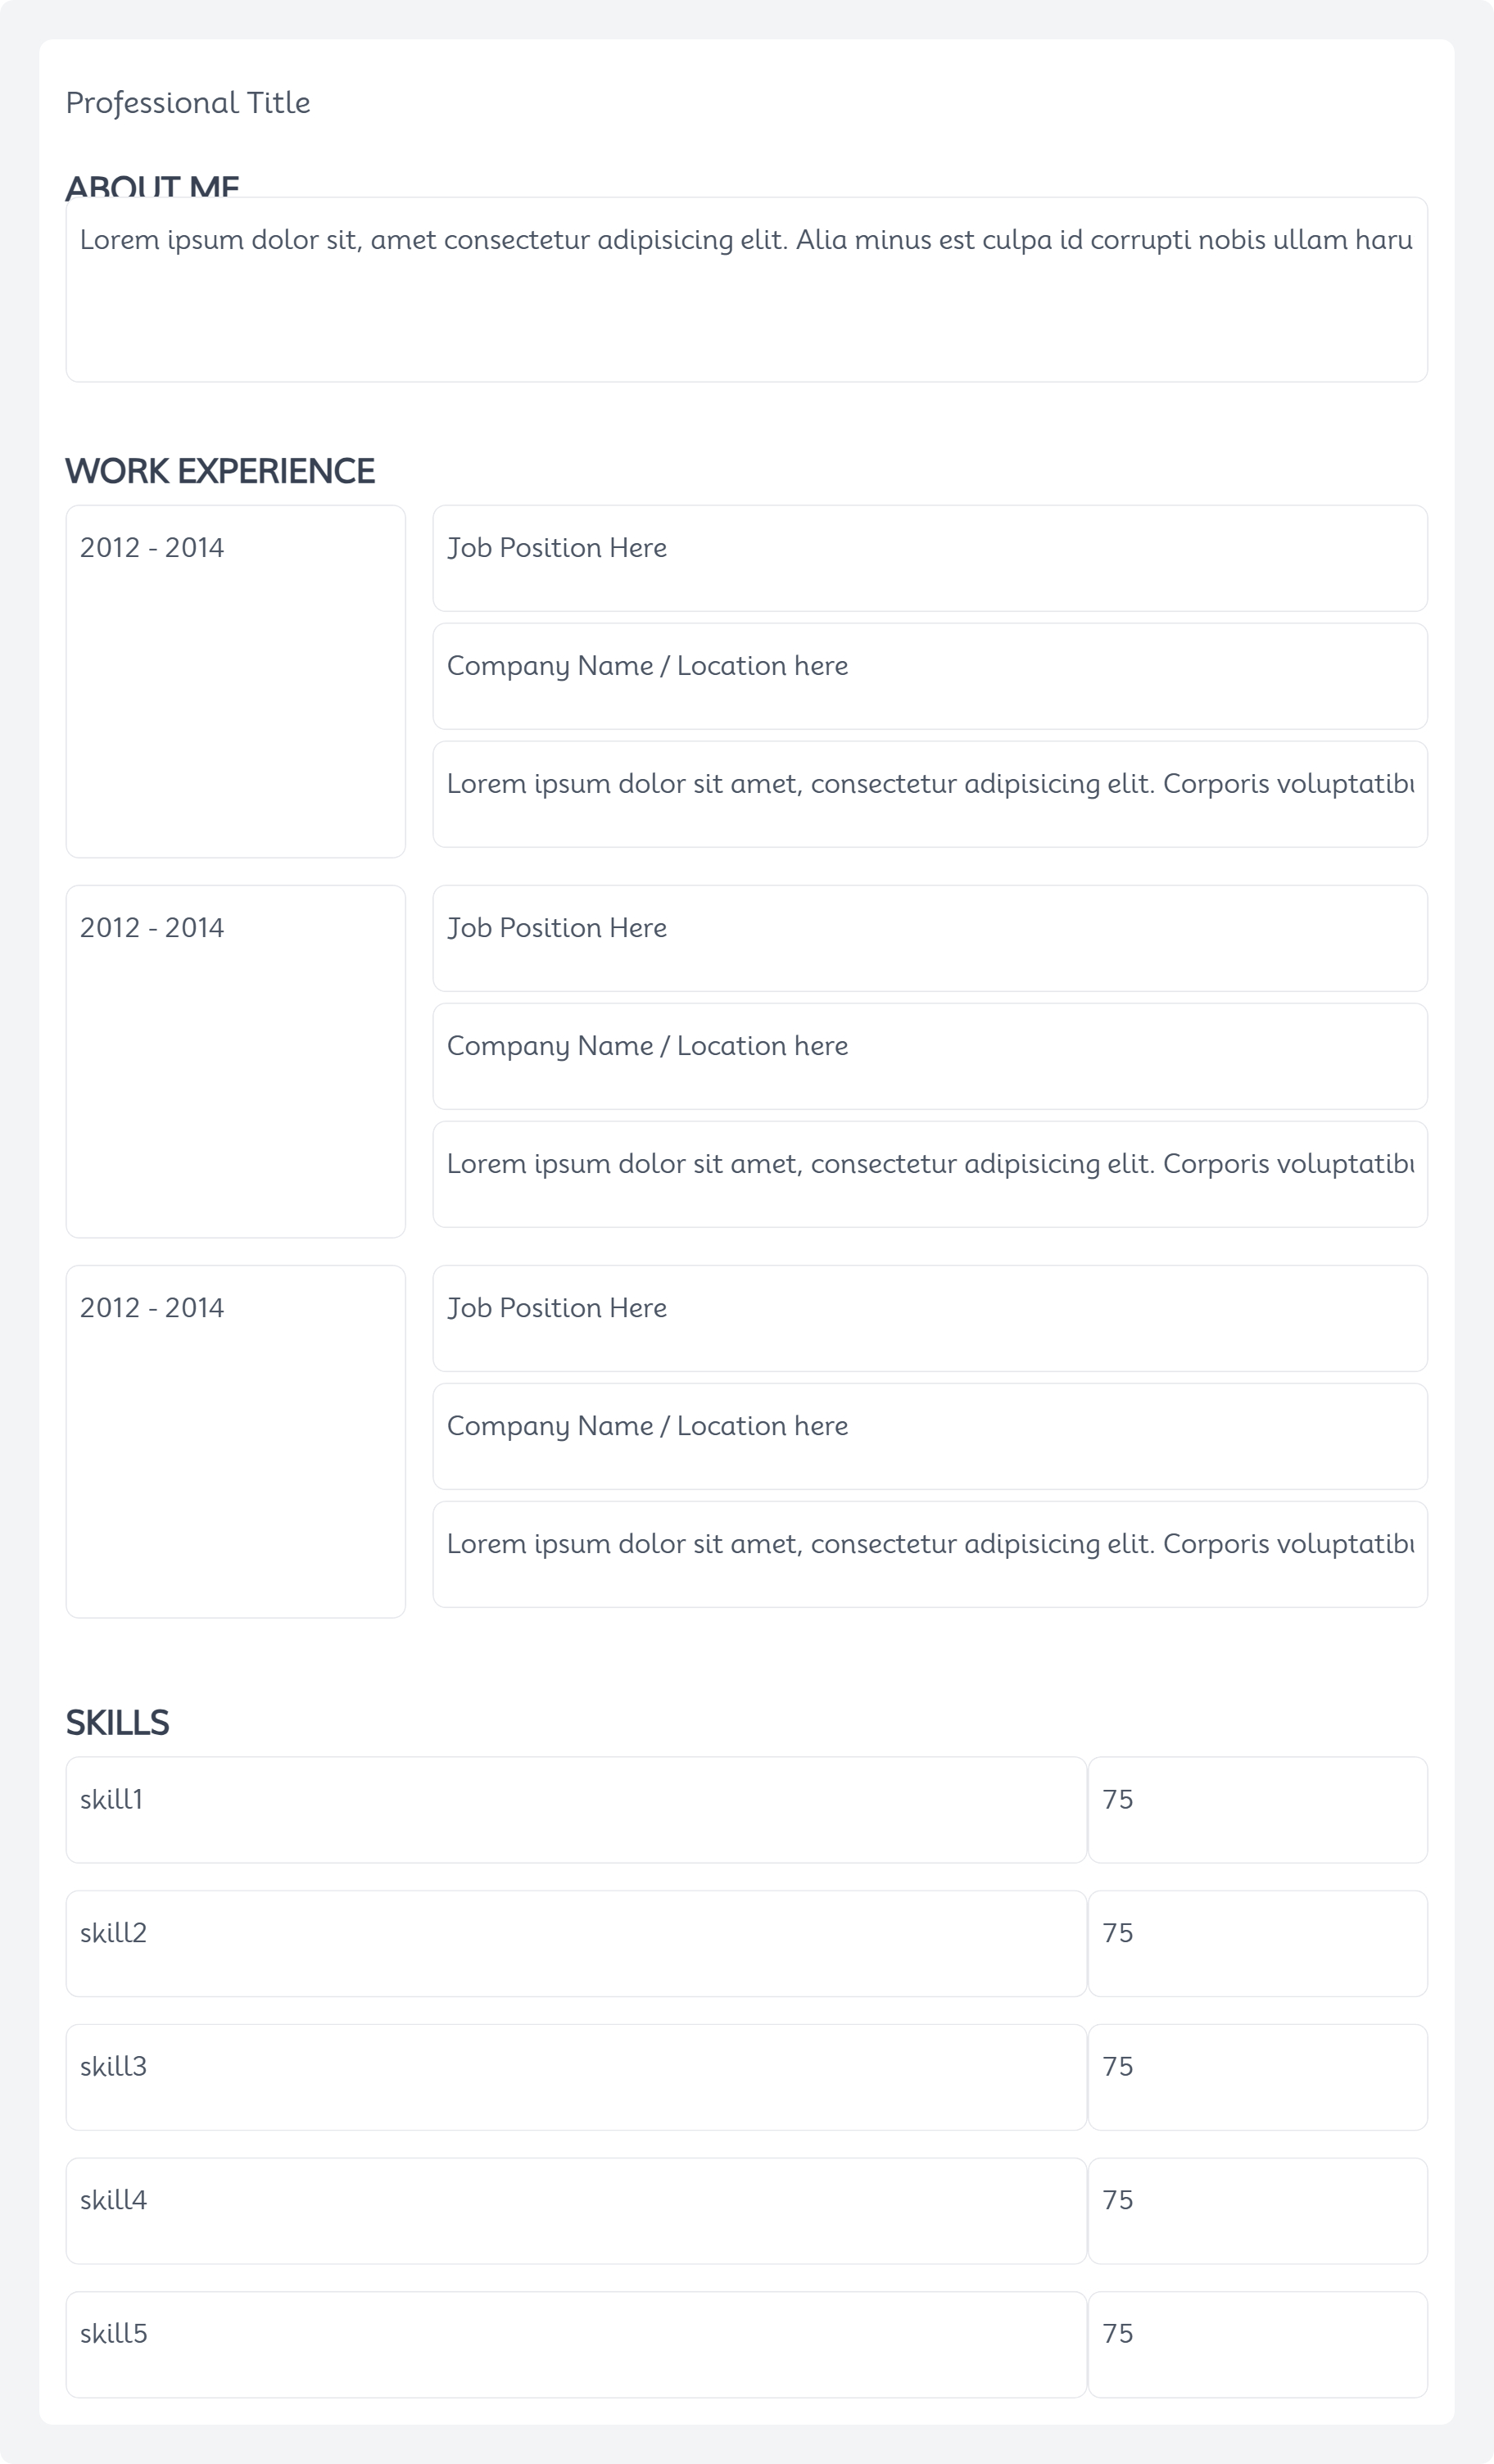 Professional Title
ABOUT ME
Lorem ipsum dolor sit, amet consectetur adipisicing elit. Alia minus est culpa id corrupti nobis ullam haru
WORK EXPERIENCE
2012 - 2014
Job Position Here
Company Name / Location here
Lorem ipsum dolor sit amet, consectetur adipisicing elit. Corporis voluptatibu
2012 - 2014
Job Position Here
Company Name / Location here
Lorem ipsum dolor sit amet, consectetur adipisicing elit. Corporis voluptatibu
2012 - 2014
Job Position Here
Company Name / Location here
Lorem ipsum dolor sit amet, consectetur adipisicing elit. Corporis voluptatibu
SKILLS
skill1 75
skill2 75
skill3 75
skill4 75
skill5 75